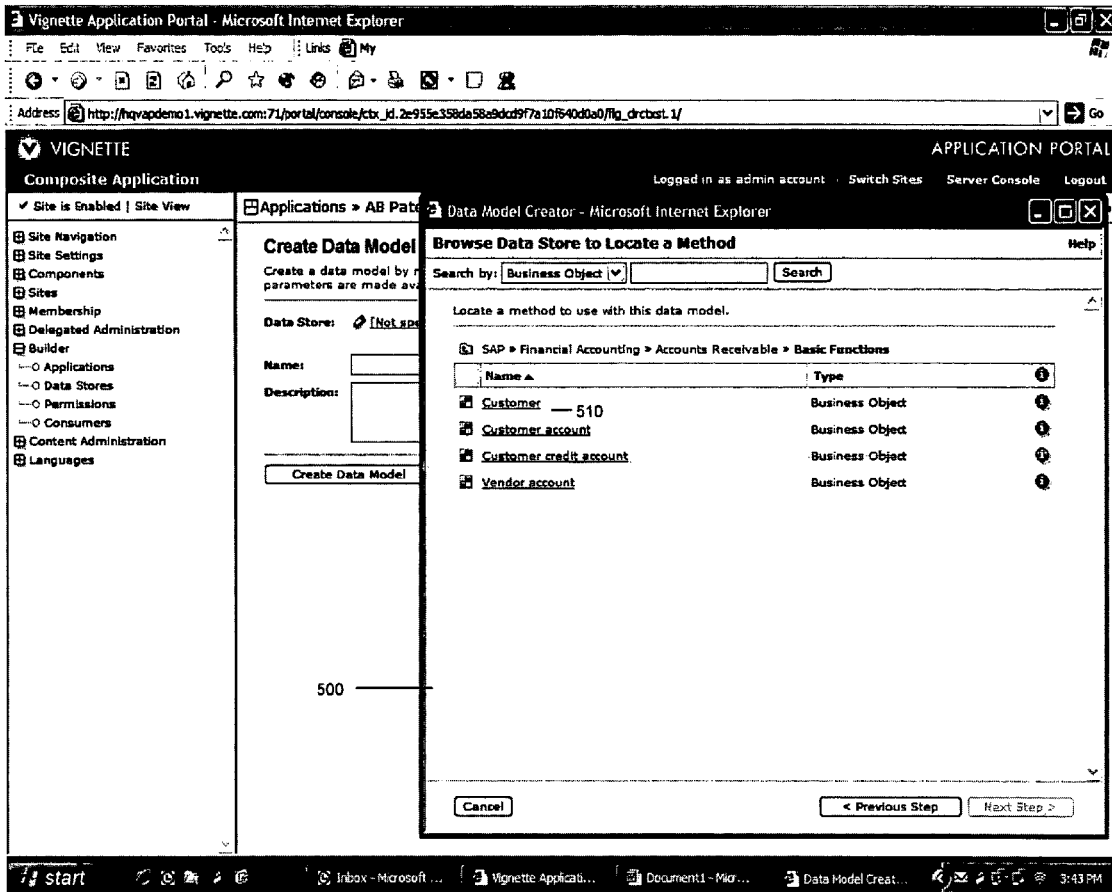 Vignette Application Portal - Microsoft Internet Explorer
File Edit View Favorites Tools Help Links My
Address http://hqvapdemo1.vignette.com:71/portal/console/
Go
VIGNETTE
APPLICATION PORTAL
Composite Application
Logged in as admin account Switch Sites Server Console Logout
✓ Site is Enabled | Site View
Site Navigation
Site Settings
Components
Sites
Membership
Delegated Administration
Builder
Applications
Data Stores
Permissions
Consumers
Content Administration
Languages
Applications » AB Pate
Create Data Model
Create a data model by
parameters are made
Data Store: [Not spe
Name:
Description:
Create Data Model
500
Data Model Creator - Microsoft Internet Explorer
Browse Data Store to Locate a Method
Help
Search by: Business Object Search
Locate a method to use with this data model.
SAP » Financial Accounting » Accounts Receivable » Basic Functions
Name Type
Customer 510 Business Object
Customer account Business Object
Customer credit account Business Object
Vendor account Business Object
Cancel < Previous Step Next Step >
start Inbox - Microsoft ... Vignette Applicati... Document1 - Micr... Data Model Creat... 3:43 PM